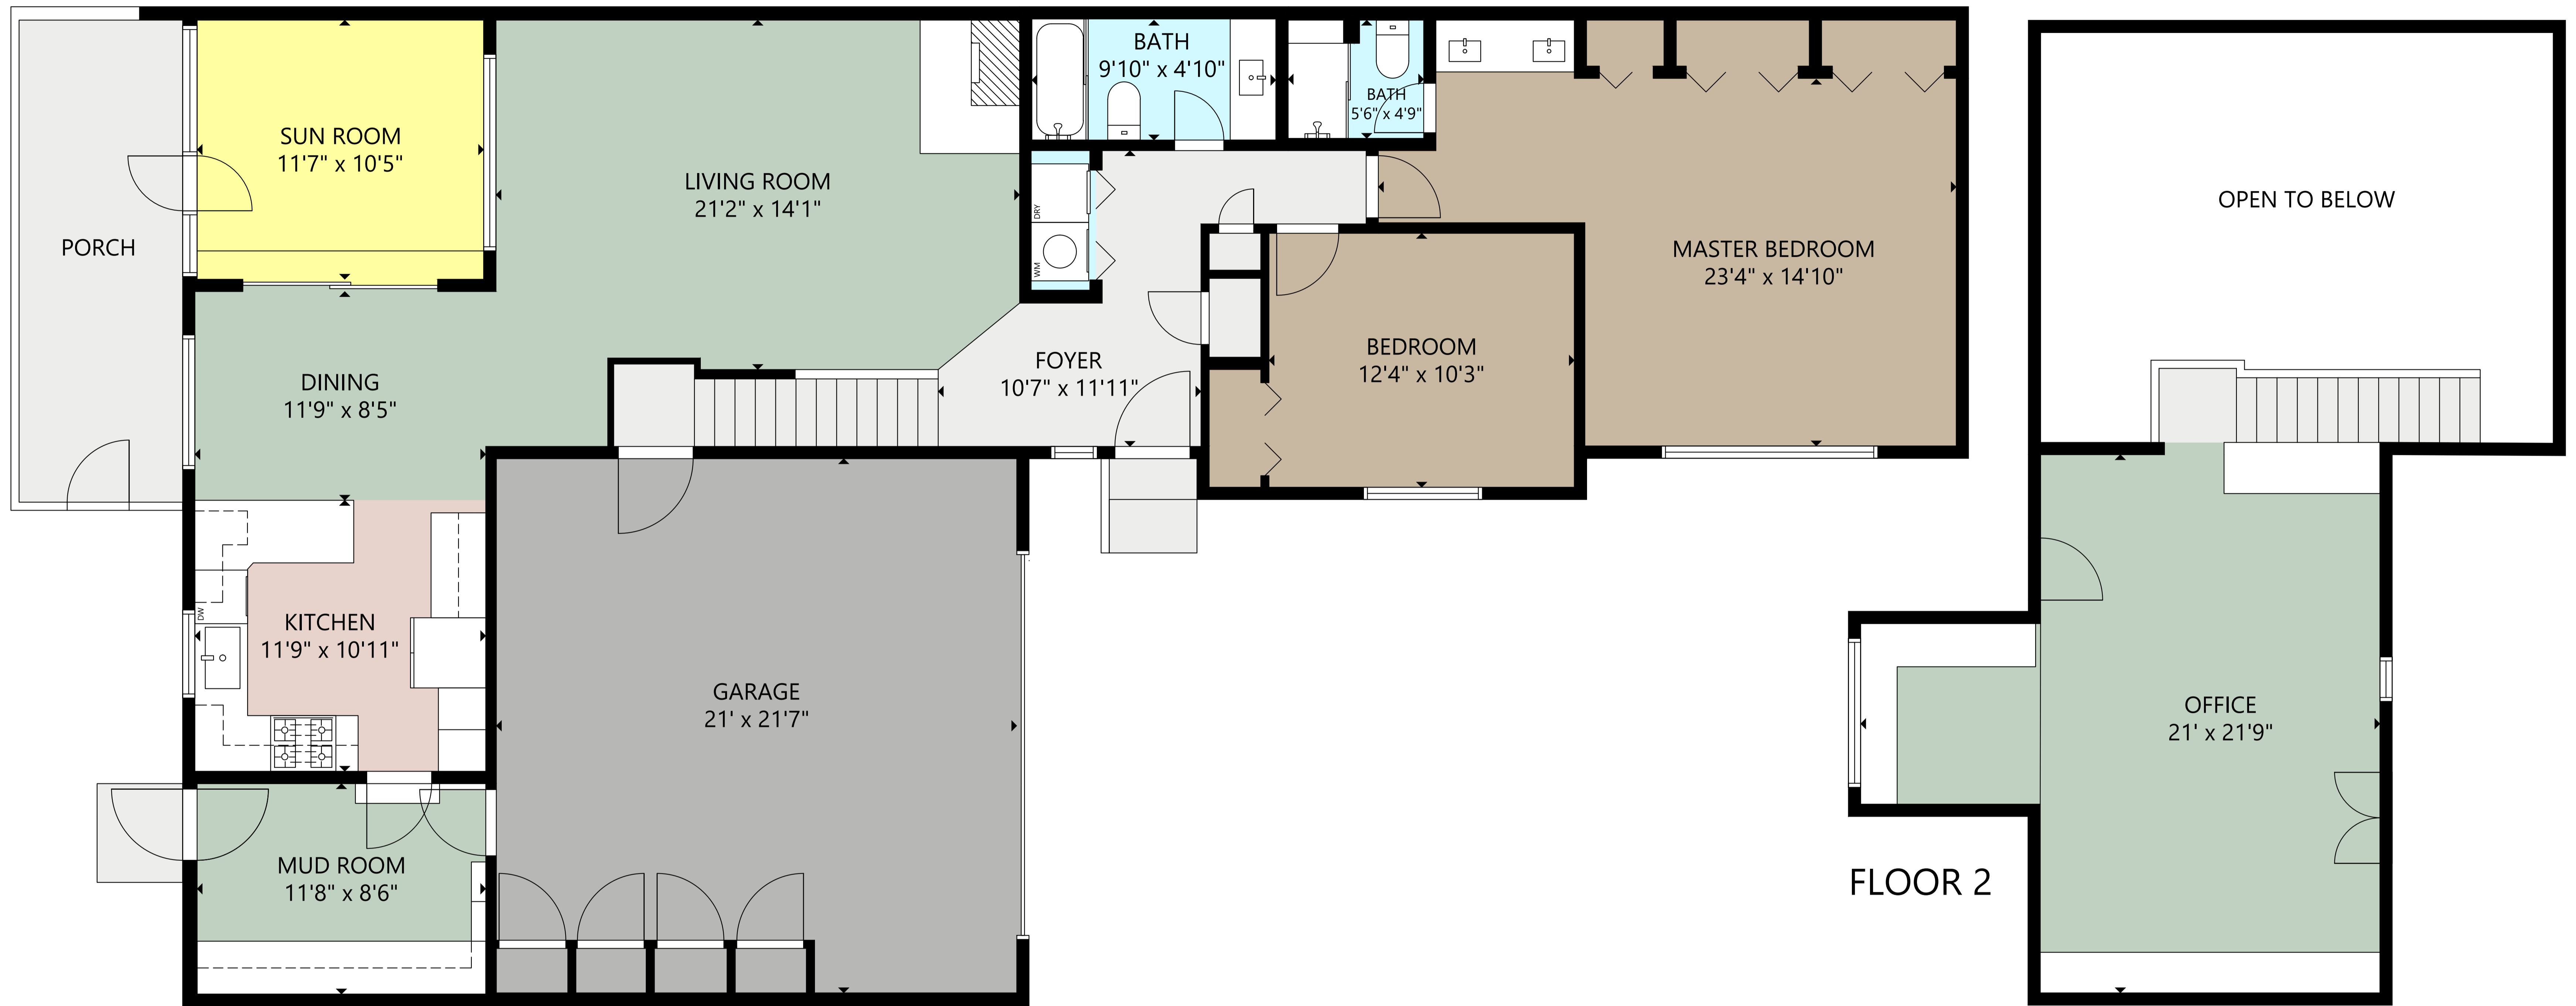 SUN ROOM
11'7" x 10'5"
PORCH
LIVING ROOM
21'2" x 14'1"
BATH
9'10" x 4'10"
BATH
5'6" x 4'9"
DRY
WM
MASTER BEDROOM
23'4" x 14'10"
BEDROOM
12'4" x 10'3"
FOYER
10'7" x 11'11"
DINING
11'9" x 8'5"
DW
KITCHEN
11'9" x 10'11"
GARAGE
21' x 21'7"
MUD ROOM
11'8" x 8'6"
OPEN TO BELOW
OFFICE
21' x 21'9"
FLOOR 2